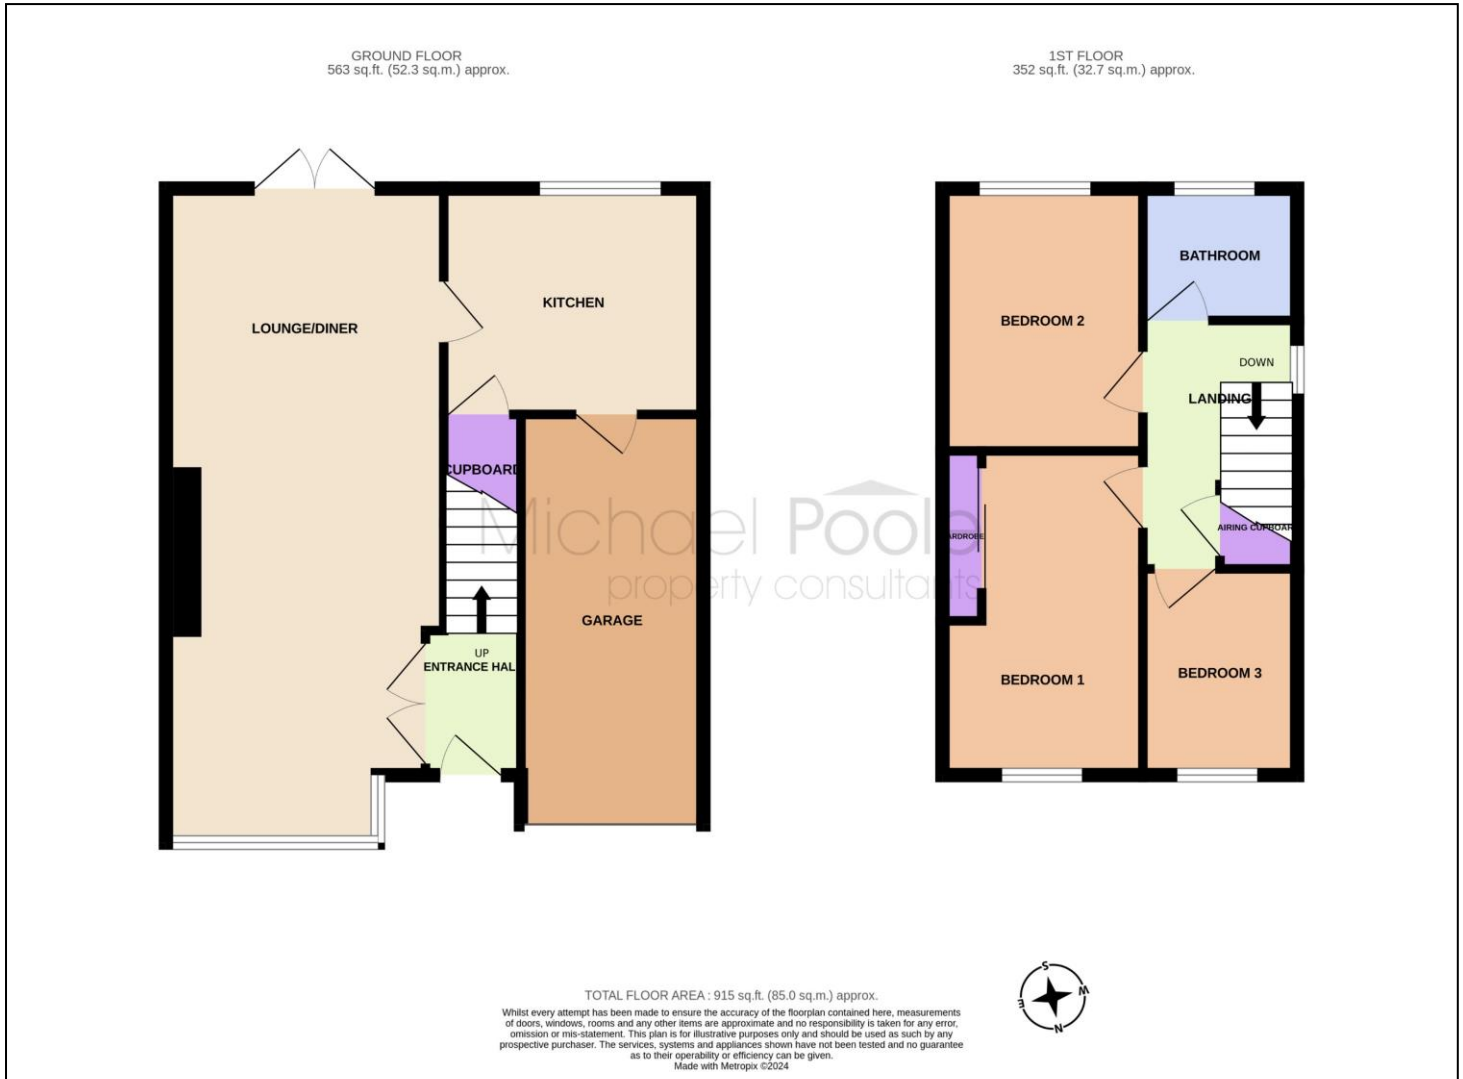 GROUND FLOOR
563 sq.ft. (52.3 sq.m.) approx.
1ST FLOOR
352 sq.ft. (32.7 sq.m.) approx.
BATHROOM
KITCHEN
BEDROOM 2
LOUNGE/DINER
DOWN
LANDING
CUPBOARD
AIRING CUPBOAR
ARDROBE
Michael Poole
property consultants
GARAGE
UP
ENTRANCE HAL
BEDROOM 3
BEDROOM 1
S
W
E
N
TOTAL FLOOR AREA : 915 sq.ft. (85.0 sq.m.) approx.
Whilst every attempt has been made to ensure the accuracy of the floorplan contained here, measurements
of doors, windows, rooms and any other items are approximate and no responsibility is taken for any error,
omission or mis-statement. This plan is for illustrative purposes only and should be used as such by any
prospective purchaser. The services, systems and appliances shown have not been tested and no guarantee
as to their operability or efficiency can be given.
Made with Metropix ©2024